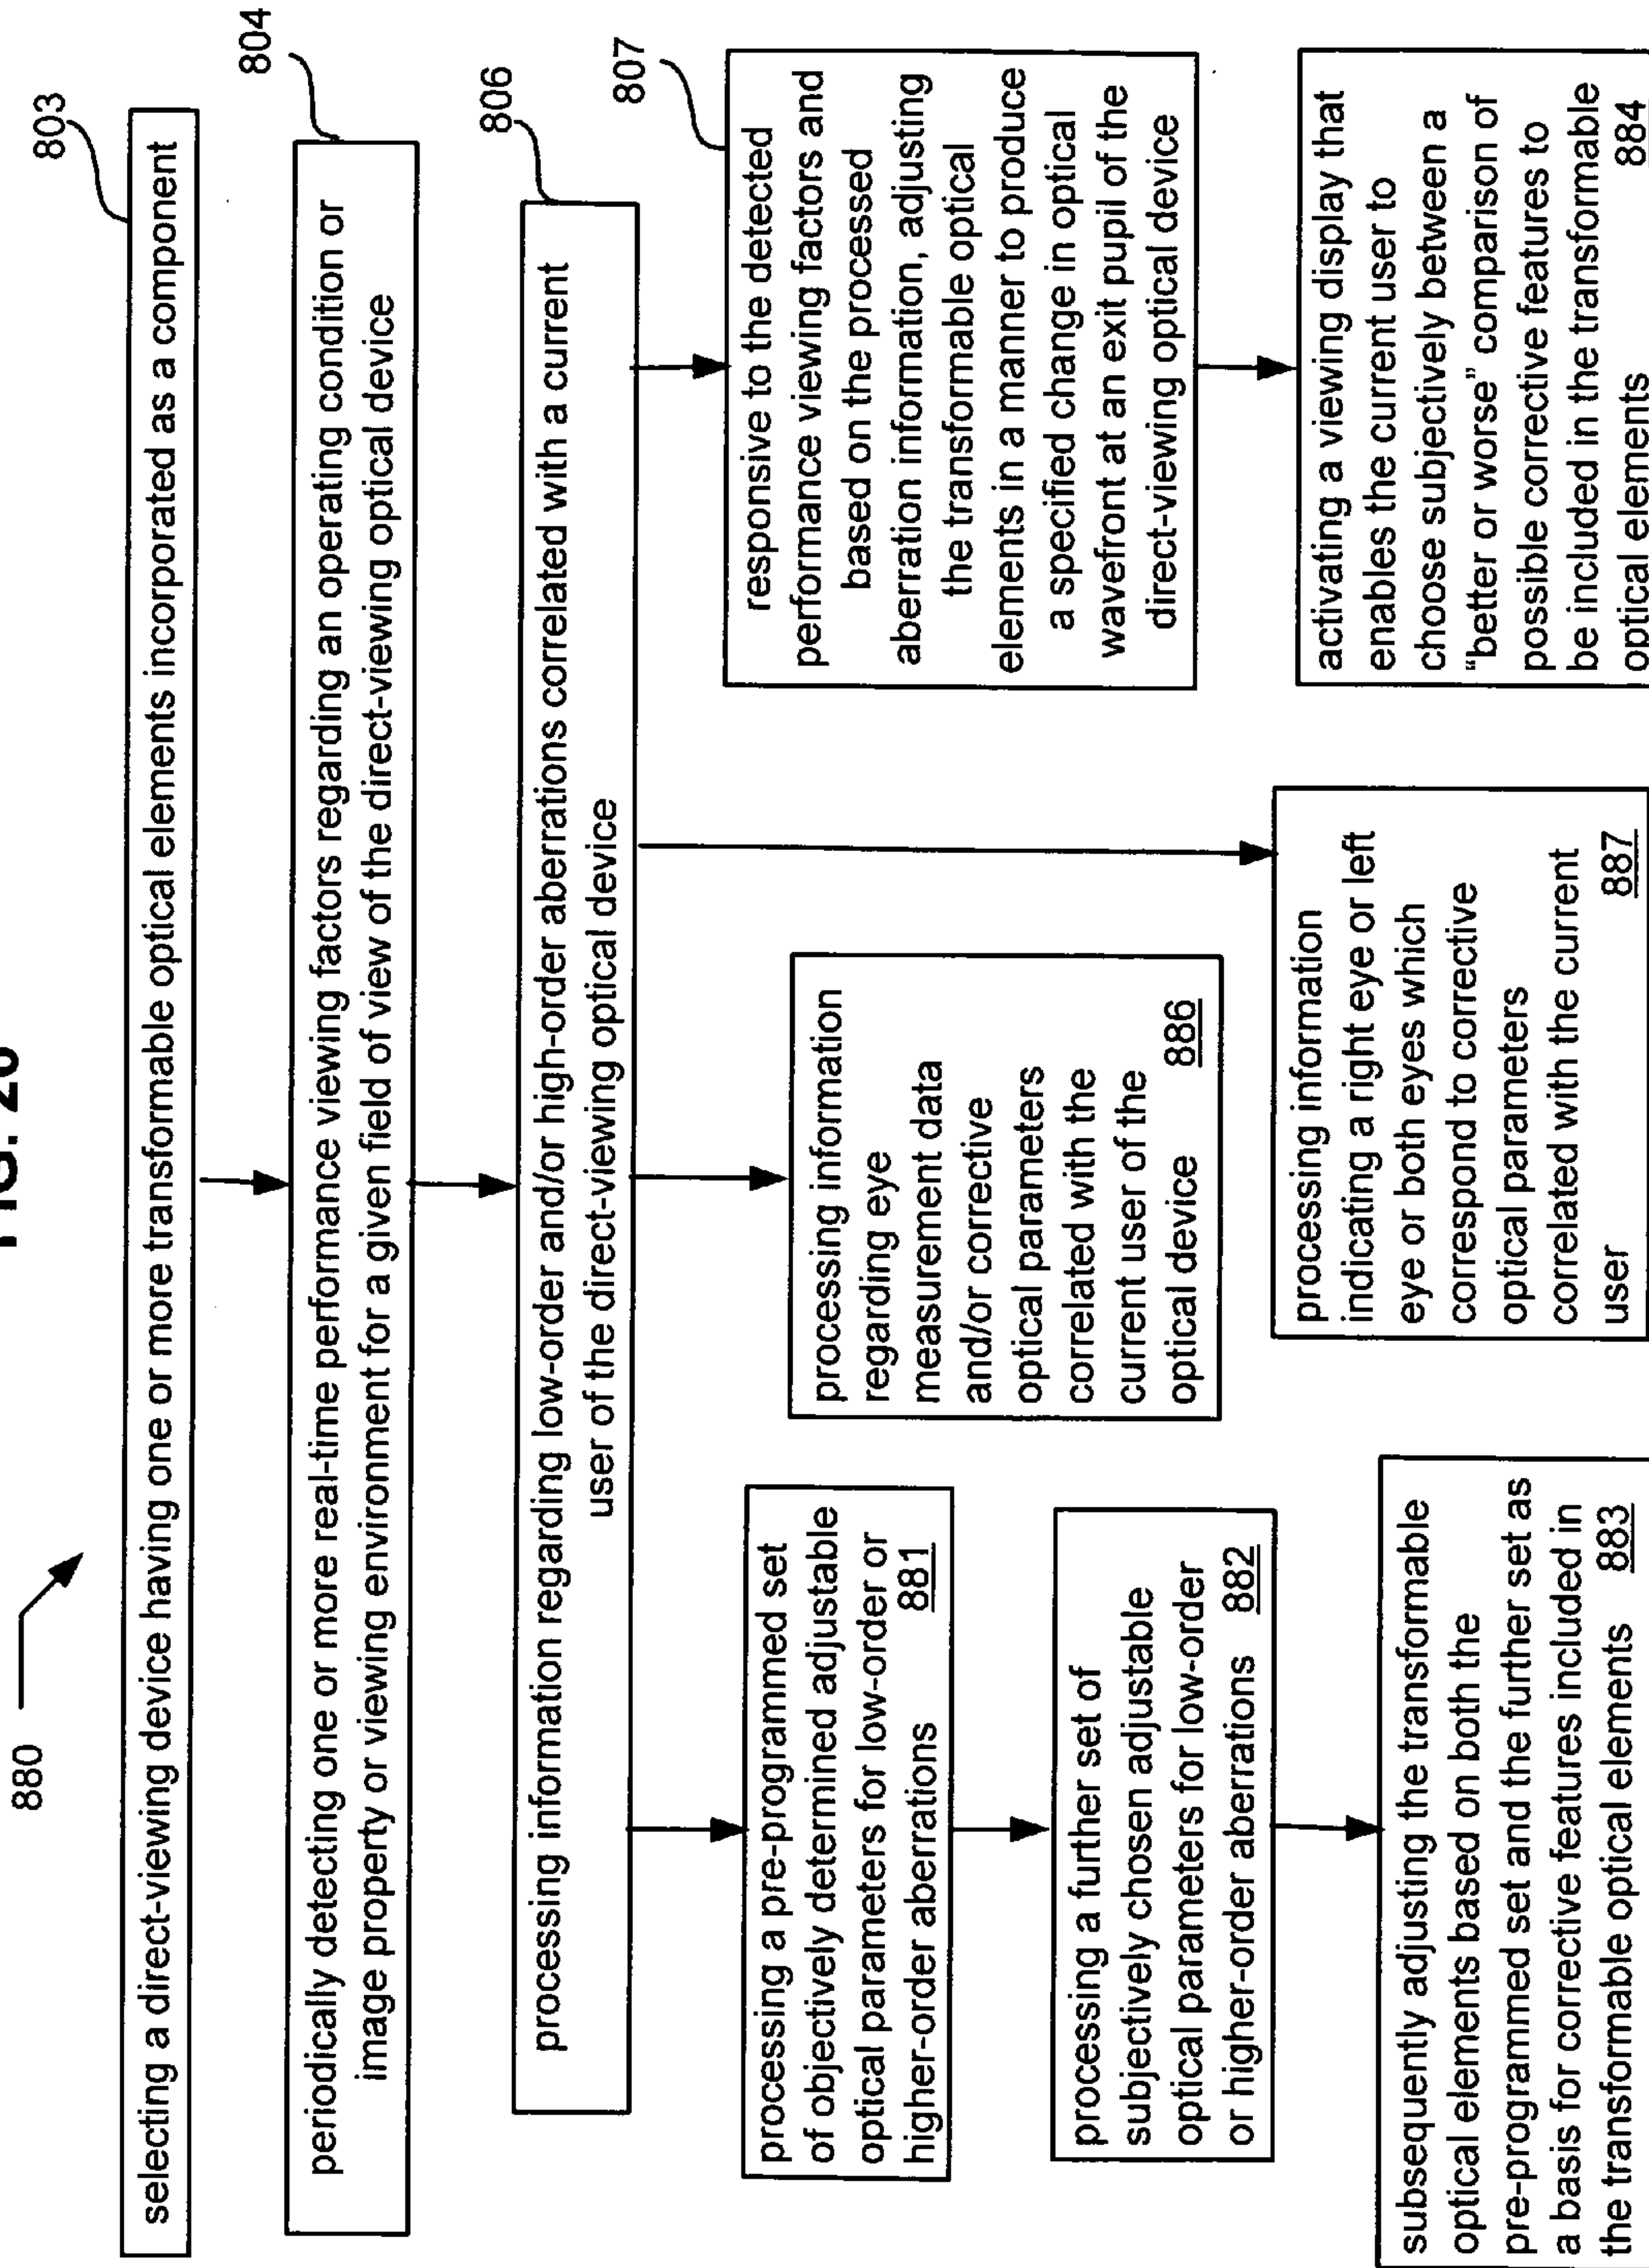 880
803
selecting a direct-viewing device having one or more transformable optical elements incorporated as a component
804
periodically detecting one or more real-time performance viewing factors regarding an operating condition or
image property or viewing environment for a given field of view of the direct-viewing optical device
806
processing information regarding low-order and/or high-order aberrations correlated with a current
user of the direct-viewing optical device
processing a pre-programmed set
of objectively determined adjustable
optical parameters for low-order or
higher-order aberrations 881
processing a further set of
subjectively chosen adjustable
optical parameters for low-order
or higher-order aberrations 882
subsequently adjusting the transformable
optical elements based on both the
pre-programmed set and the further set as
a basis for corrective features included in
the transformable optical elements 883
processing information
regarding eye
measurement data
and/or corrective
optical parameters
correlated with the
current user of the
optical device 886
processing information
indicating a right eye or left
eye or both eyes which
correspond to corrective
optical parameters
correlated with the current
user 887
807
responsive to the detected
performance viewing factors and
based on the processed
aberration information, adjusting
the transformable optical
elements in a manner to produce
a specified change in optical
wavefront at an exit pupil of the
direct-viewing optical device
activating a viewing display that
enables the current user to
choose subjectively between a
“better or worse” comparison of
possible corrective features to
be included in the transformable
optical elements 884